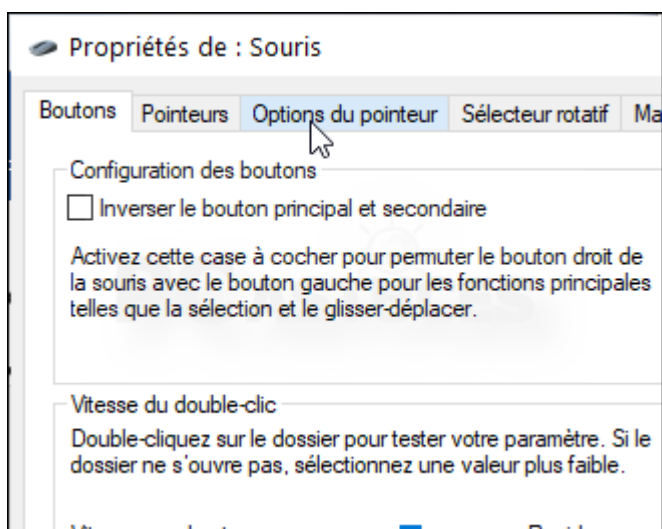 Propriétés de : Souris
Boutons Pointeurs Options du pointeur Sélecteur rotatif
Configuration des boutons
Inverser le bouton principal et secondaire
Activez cette case à cocher pour permuter le bouton droit de
la souris avec le bouton gauche pour les fonctions principales
telles que la sélection et le glisser-déplacer.
Vitesse du double-clic
Double-cliquez sur le dossier pour tester votre paramètre. Si le
dossier ne s'ouvre pas, sélectionnez une valeur plus faible.